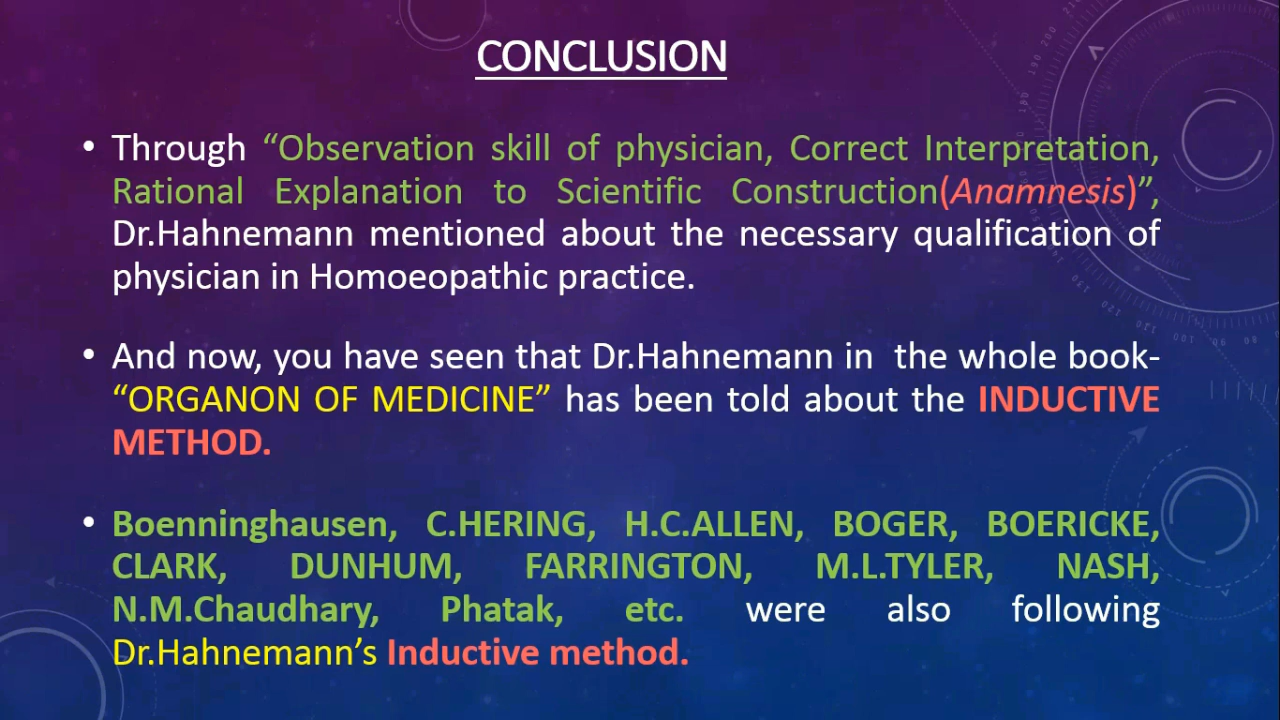 CONCLUSION
• Through “Observation skill of physician, Correct Interpretation,
Rational Explanation to Scientific Construction(Anamnesis)”,
Dr.Hahnemann mentioned about the necessary qualification of
physician in Homoeopathic practice.
• And now, you have seen that Dr.Hahnemann in the whole book-
“ORGANON OF MEDICINE” has been told about the INDUCTIVE
METHOD.
• Boenninghausen, C.HERING, H.C.ALLEN, BOGER, BOERICKE,
CLARK, DUNHUM, FARRINGTON, M.L.TYLER, NASH,
N.M.Chaudhary, Phatak, etc. were also following
Dr.Hahnemann’s Inductive method.